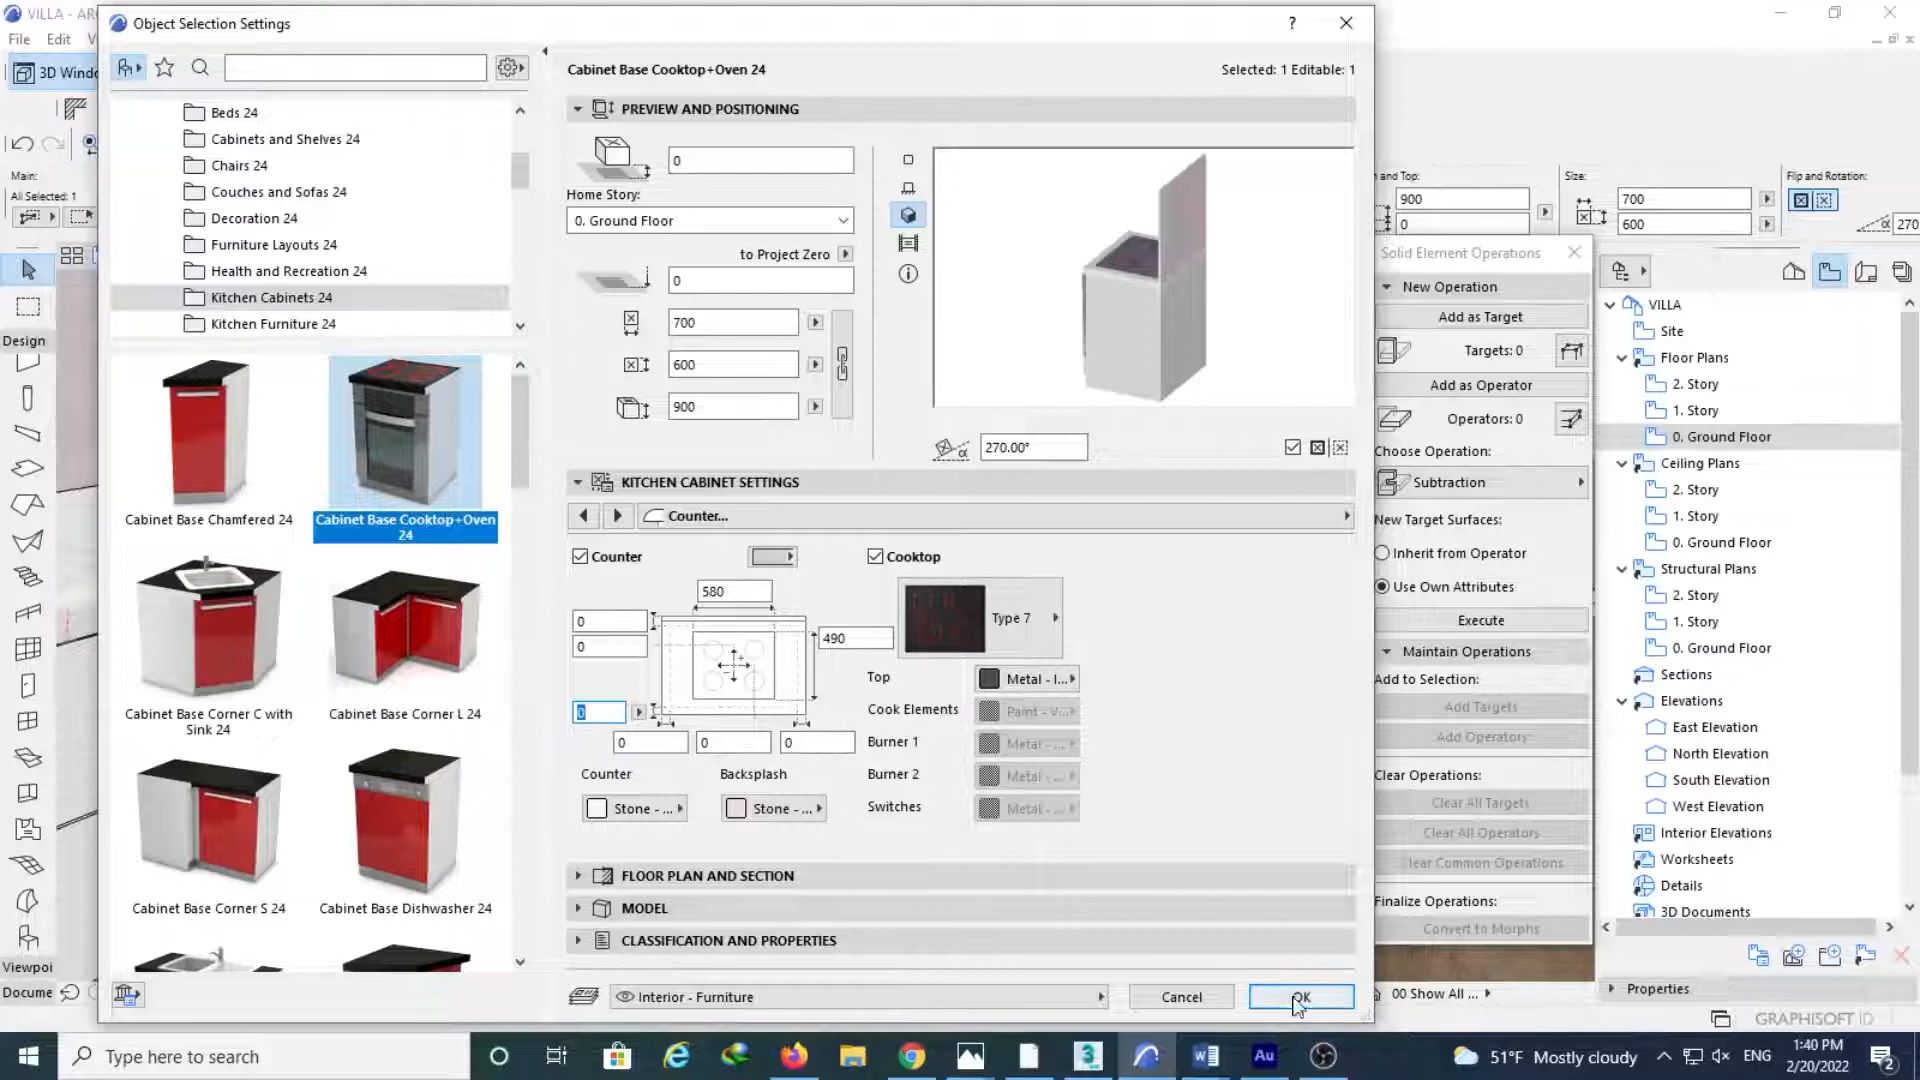 VILLA - AR
Object Selection Settings
?
File Edit V
3D Windo
Main:
All Selected: 1
Design
Viewpoi
Docume
Beds 24
Cabinets and Shelves 24
Chairs 24
Couches and Sofas 24
Decoration 24
Furniture Layouts 24
Health and Recreation 24
Kitchen Cabinets 24
Kitchen Furniture 24
Cabinet Base Chamfered 24
Cabinet Base Cooktop+Oven
24
Cabinet Base Corner C with
Sink 24
Cabinet Base Corner L 24
Cabinet Base Corner S 24
Cabinet Base Dishwasher 24
Cabinet Base Cooktop+Oven 24
Selected: 1 Editable: 1
PREVIEW AND POSITIONING
0
Home Story:
0. Ground Floor
to Project Zero
0
700
600
900
270.00°
KITCHEN CABINET SETTINGS
Counter...
Counter
Cooktop
580
0
0
490
Type 7
Top
Metal - I...
0
Cook Elements
Paint - V...
0
0
0
Burner 1
Metal - ...
Counter
Backsplash
Burner 2
Metal - ...
Stone - ...
Stone - ...
Switches
Metal - ...
FLOOR PLAN AND SECTION
MODEL
CLASSIFICATION AND PROPERTIES
Interior - Furniture
Cancel
OK
and Top:
900
0
Size:
700
600
Flip and Rotation:
270
Solid Element Operations
New Operation
Add as Target
Targets: 0
Add as Operator
Operators: 0
Choose Operation:
Subtraction
New Target Surfaces:
Inherit from Operator
Use Own Attributes
Execute
Maintain Operations
Add to Selection:
Add Targets
Add Operators
Clear Operations:
Clear All Targets
Clear All Operators
lear Common Operations
Finalize Operations:
Convert to Morphs
00 Show All ...
VILLA
Site
Floor Plans
2. Story
1. Story
0. Ground Floor
Ceiling Plans
2. Story
1. Story
0. Ground Floor
Structural Plans
2. Story
1. Story
0. Ground Floor
Sections
Elevations
East Elevation
North Elevation
South Elevation
West Elevation
Interior Elevations
Worksheets
Details
3D Documents
Properties
GRAPHISOFT ID
Type here to search
Au
51°F Mostly cloudy
ENG
1:40 PM
2/20/2022
2